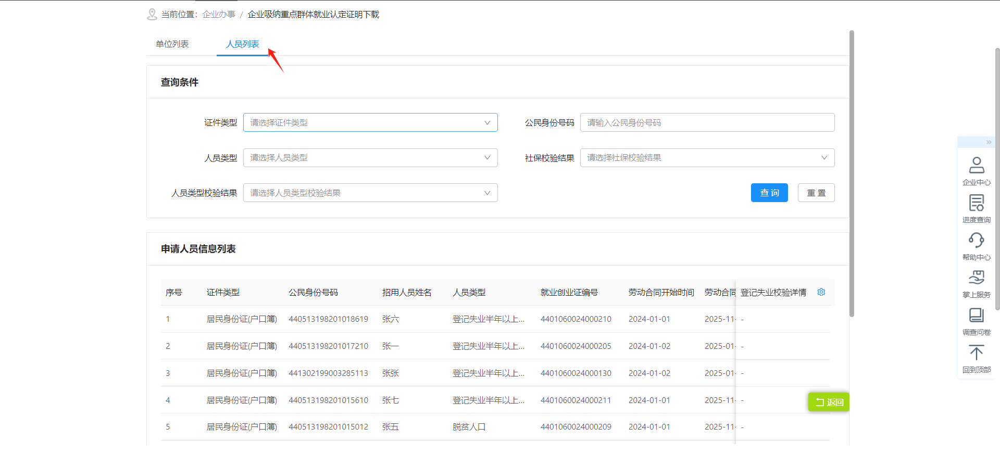 当前位置： 企业办事 / 企业吸纳重点群体就业认定证明下载
单位列表 人员列表
查询条件
证件类型 请选择证件类型 公民身份号码 请输入公民身份号码
人员类型 请选择人员类型 社保校验结果 请选择社保校验结果
人员类型校验结果 请选择人员类型校验结果 查 询 重 置
申请人员信息列表
序号 证件类型 公民身份号码 招用人员姓名 人员类型 就业创业证编号 劳动合同开始时间 劳动合同 登记失业校验详情
1 居民身份证(户口簿) 440513198201018619 张六 登记失业半年以上... 4401060024000210 2024-01-01 2025-11- -
2 居民身份证(户口簿) 440513198201017210 张一 登记失业半年以上... 4401060024000205 2024-01-02 2025-01- -
3 居民身份证(户口簿) 441302199003285113 张张 登记失业半年以上... 4401060024000130 2024-01-02 2025-01- -
4 居民身份证(户口簿) 440513198201015610 张七 登记失业半年以上... 4401060024000211 2024-01-01 2025-11- -
5 居民身份证(户口簿) 440513198201015012 张五 脱贫人口 4401060024000209 2024-01-01 2025-11- -
返回
企业中心
进度查询
帮助中心
掌上服务
调查问卷
回到顶部